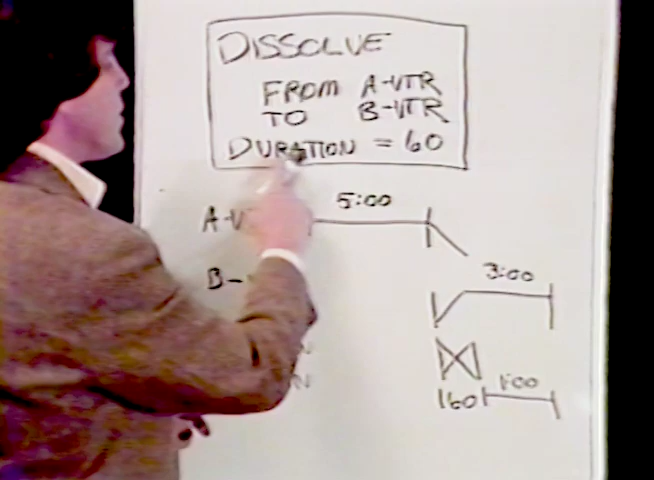 DISSOLVE
FROM A-VTR
TO B-VTR
DURATION = 60
5:00
3:00
1:00
160